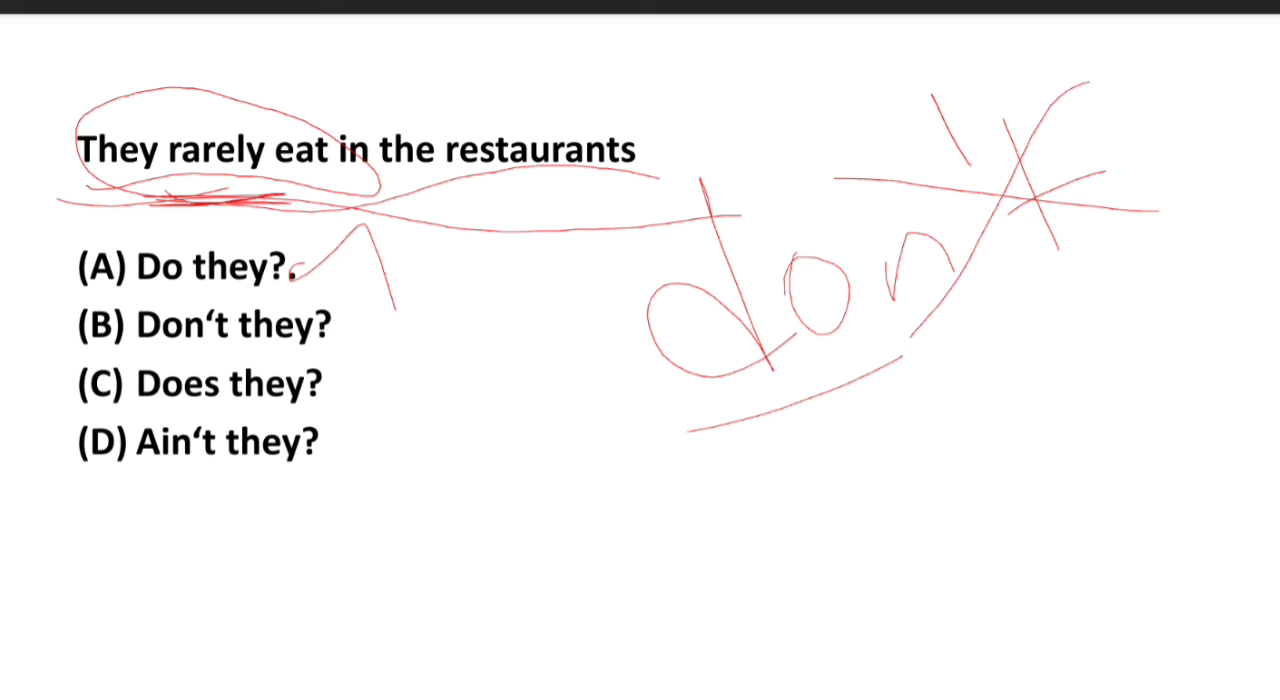 They rarely eat in the restaurants
(A) Do they?.
(B) Don‘t they?
(C) Does they?
(D) Ain‘t they?
don't